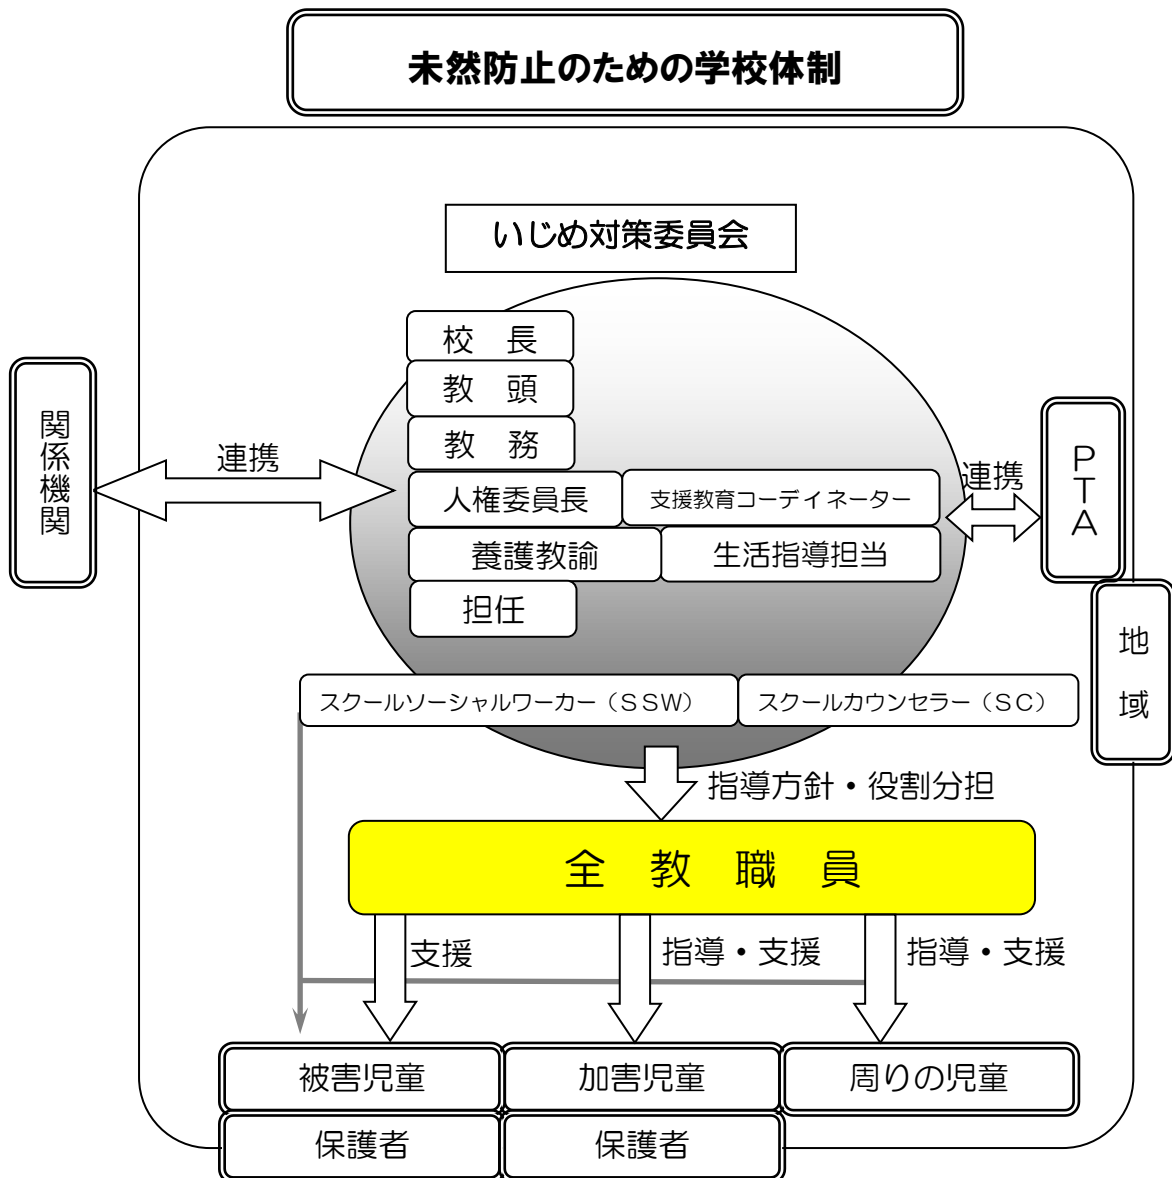 未然防止のための学校体制
いじめ対策委員会
校　長
教　頭
教　務
人権委員長
支援教育コーディネーター
養護教諭
生活指導担当
担任
関係機関
連携
連携
ＰＴＡ
地域
スクールソーシャルワーカー（ＳＳＷ）
スクールカウンセラー（ＳＣ）
指導方針・役割分担
全　教　職　員
支援
指導・支援
指導・支援
被害児童
加害児童
周りの児童
保護者
保護者